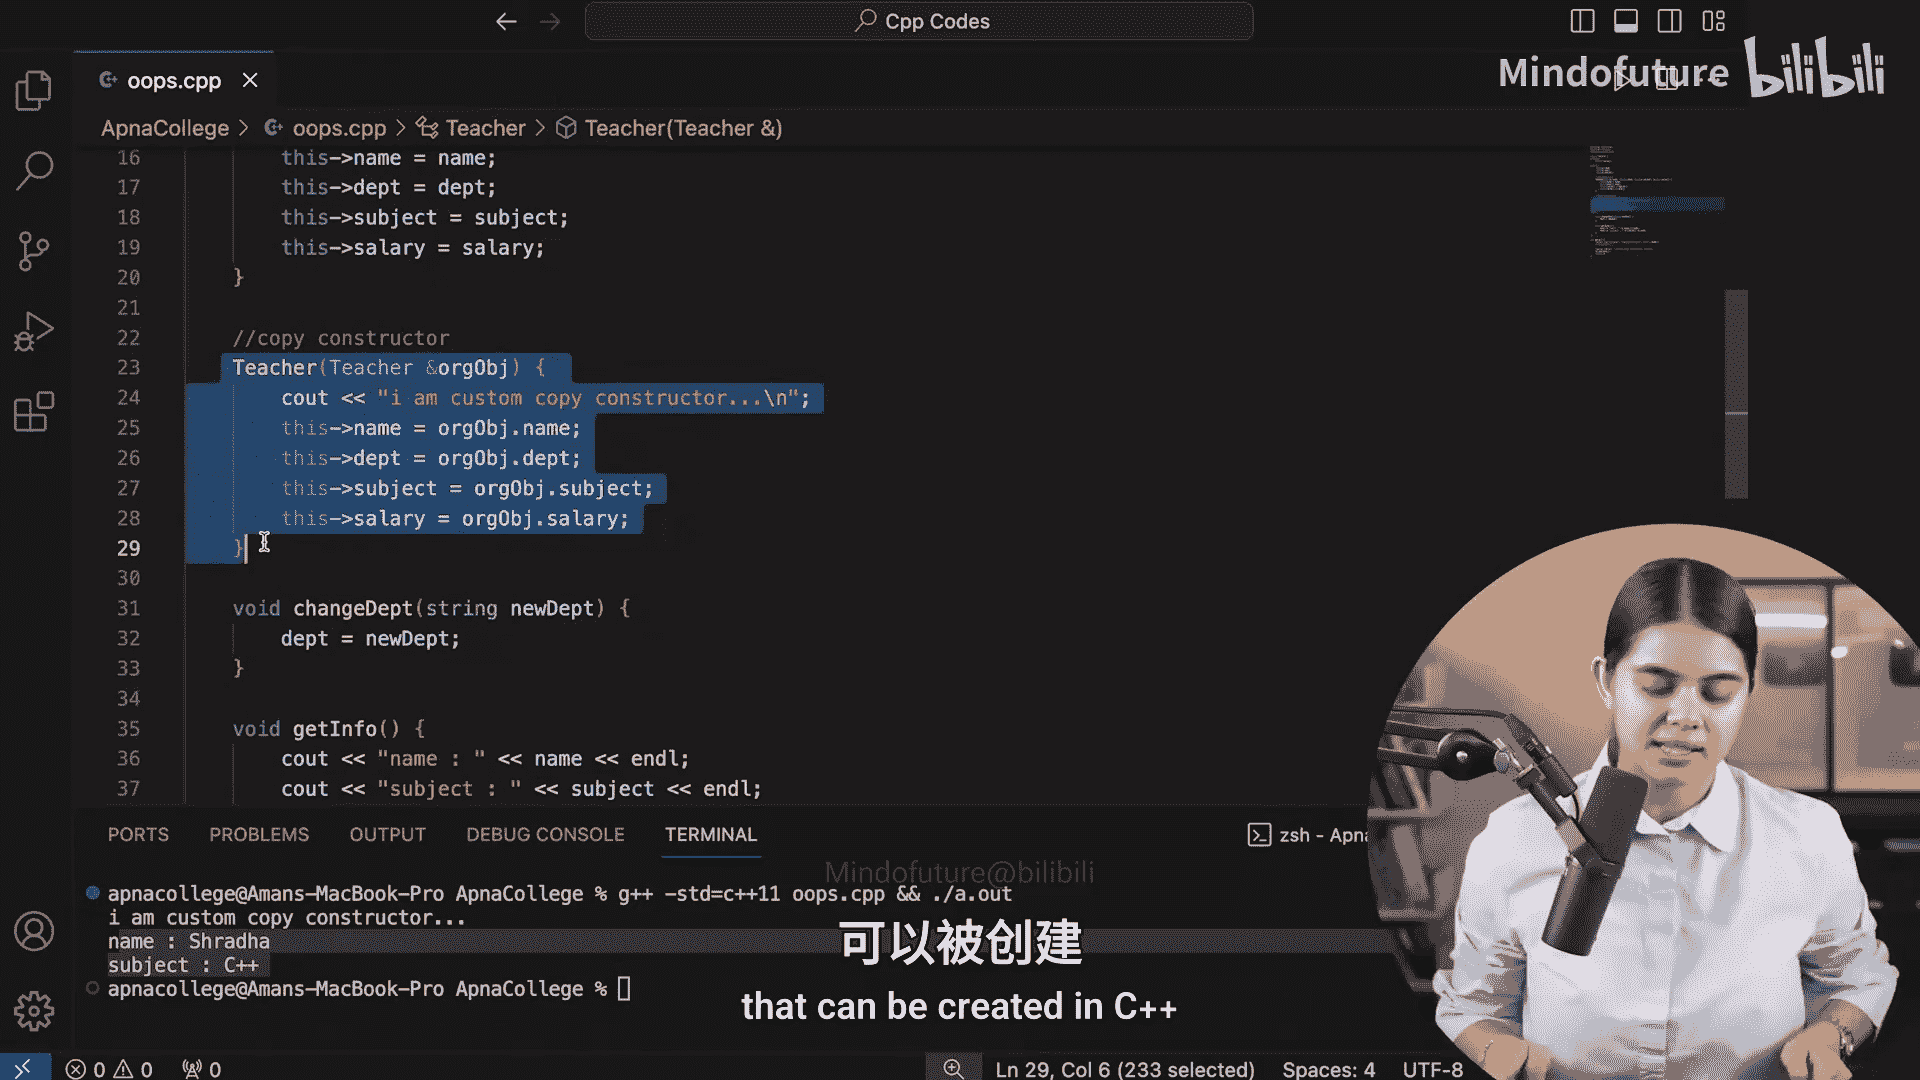 Cpp Codes
oops.cpp
Mindofuture bilibili
ApnaCollege > oops.cpp > Teacher > Teacher(Teacher &)
16 this->name = name;
17 this->dept = dept;
18 this->subject = subject;
19 this->salary = salary;
20 }
21
22 //copy constructor
23 Teacher(Teacher &orgObj) {
24 cout << "i am custom copy constructor...\n";
25 this->name = orgObj.name;
26 this->dept = orgObj.dept;
27 this->subject = orgObj.subject;
28 this->salary = orgObj.salary;
29 }
30
31 void changeDept(string newDept) {
32 dept = newDept;
33 }
34
35 void getInfo() {
36 cout << "name : " << name << endl;
37 cout << "subject : " << subject << endl;
PORTS PROBLEMS OUTPUT DEBUG CONSOLE TERMINAL zsh - Apna
Mindofuture@bilibili
apnacollege@Amans-MacBook-Pro ApnaCollege % g++ -std=c++11 oops.cpp && ./a.out
i am custom copy constructor...
name : Shradha
subject : C++
apnacollege@Amans-MacBook-Pro ApnaCollege %
可以被创建
that can be created in C++
0 0 0 Ln 29, Col 6 (233 selected) Spaces: 4 UTF-8